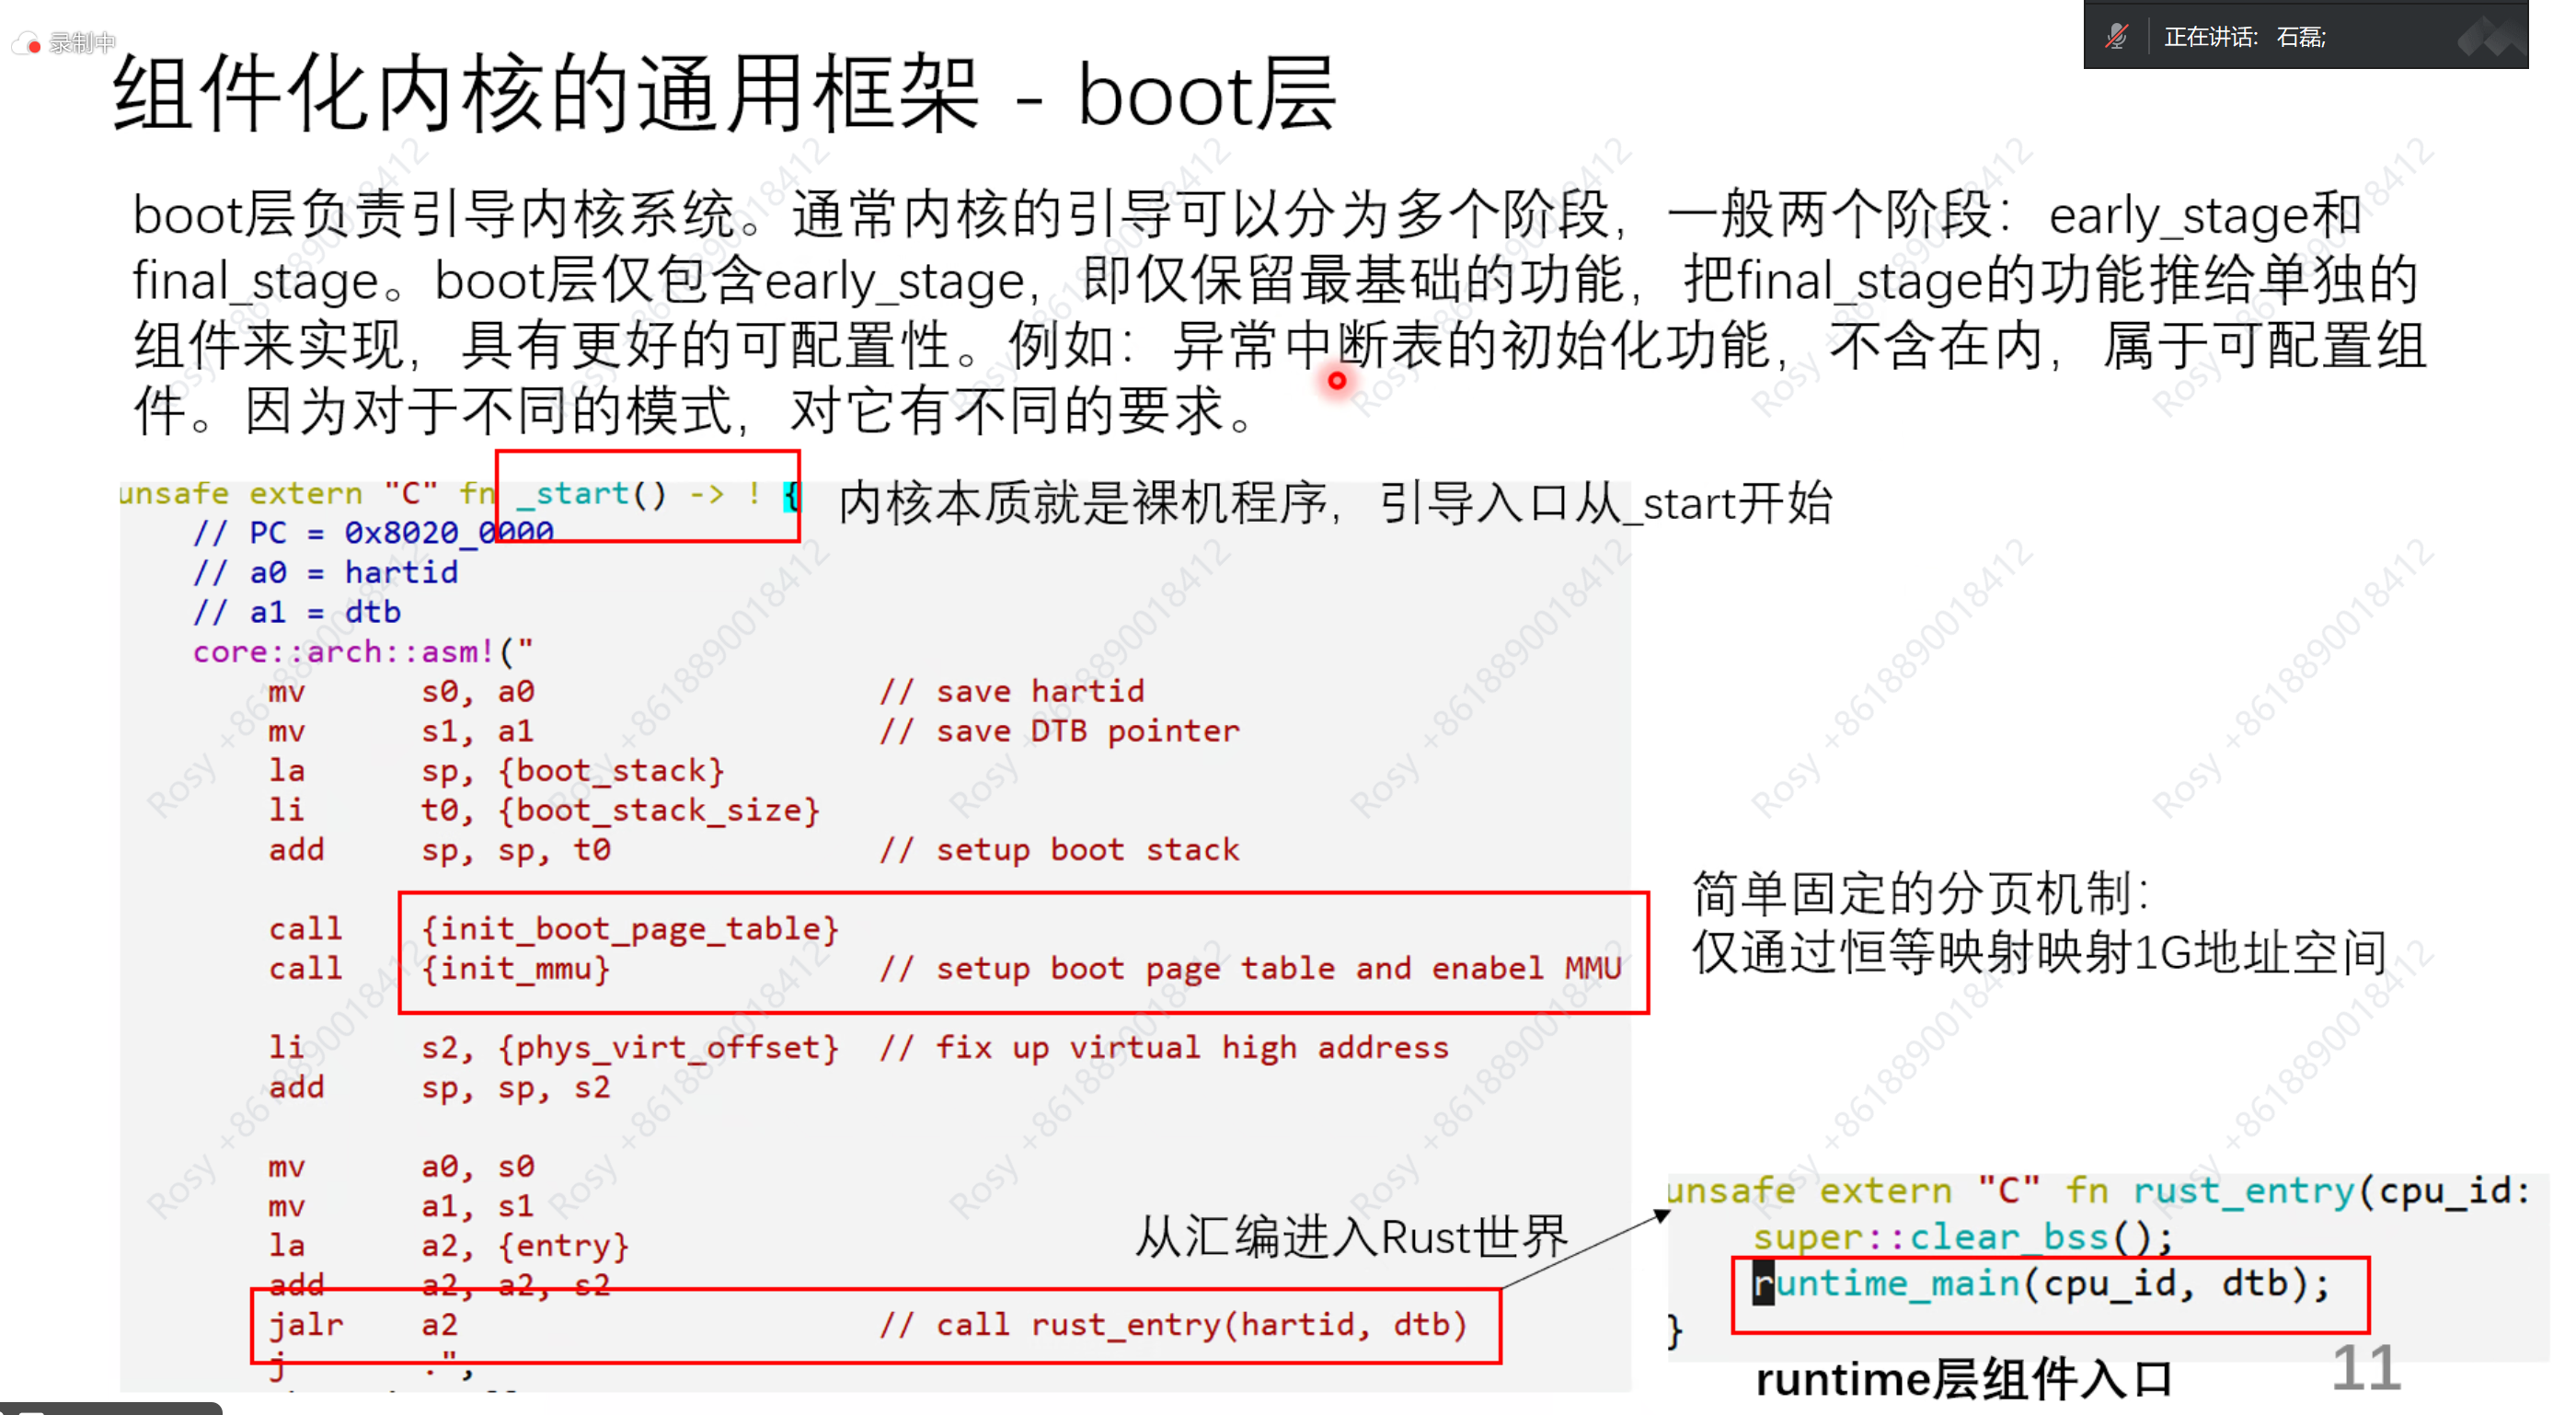 录制中
正在讲话: 石磊;
组件化内核的通用框架 - boot层
boot层负责引导内核系统。通常内核的引导可以分为多个阶段，一般两个阶段：early_stage和
final_stage。boot层仅包含early_stage，即仅保留最基础的功能，把final_stage的功能推给单独的
组件来实现，具有更好的可配置性。例如：异常中断表的初始化功能，不含在内，属于可配置组
件。因为对于不同的模式，对它有不同的要求。
unsafe extern "C" fn _start() -> ! {
内核本质就是裸机程序，引导入口从_start开始
// PC = 0x8020_0000
// a0 = hartid
// a1 = dtb
core::arch::asm!("
mv s0, a0 // save hartid
mv s1, a1 // save DTB pointer
la sp, {boot_stack}
li t0, {boot_stack_size}
add sp, sp, t0 // setup boot stack
call {init_boot_page_table}
call {init_mmu} // setup boot page table and enabel MMU
简单固定的分页机制：
仅通过恒等映射映射1G地址空间
li s2, {phys_virt_offset} // fix up virtual high address
add sp, sp, s2
mv a0, s0
mv a1, s1
la a2, {entry}
add a2, a2, s2
jalr a2 // call rust_entry(hartid, dtb)
j .",
从汇编进入Rust世界
unsafe extern "C" fn rust_entry(cpu_id:
super::clear_bss();
runtime_main(cpu_id, dtb);
}
runtime层组件入口
11
Rosy +8618890018412